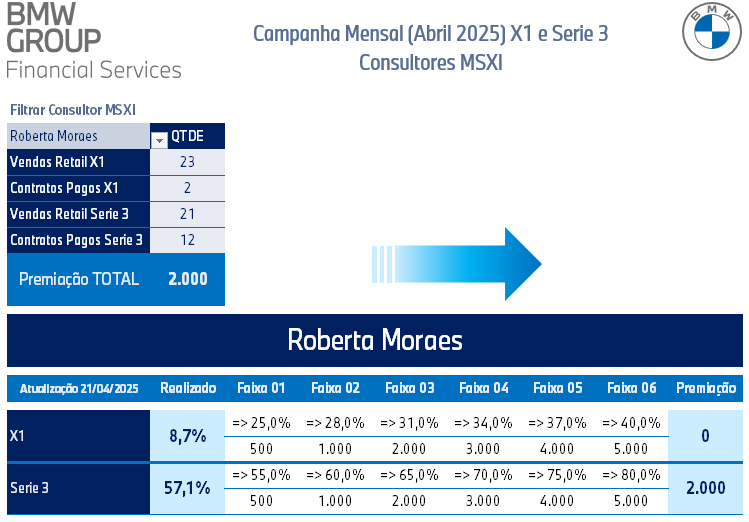 BMW
GROUP
Financial Services
Campanha Mensal (Abril 2025) X1 e Serie 3
Consultores MSXI
BMW
Filtrar Consultor MSXI
Roberta Moraes QTDE
Vendas Retail X1 23
Contratos Pagos X1 2
Vendas Retail Serie 3 21
Contratos Pagos Serie 3 12
Premiação TOTAL 2.000
Roberta Moraes
Atualização 21/04/2025 Realizado Faixa 01 Faixa 02 Faixa 03 Faixa 04 Faixa 05 Faixa 06 Premiação
X1 8,7% => 25,0% => 28,0% => 31,0% => 34,0% => 37,0% => 40,0% 0
500 1.000 2.000 3.000 4.000 5.000
Serie 3 57,1% => 55,0% => 60,0% => 65,0% => 70,0% => 75,0% => 80,0% 2.000
500 1.000 2.000 3.000 4.000 5.000